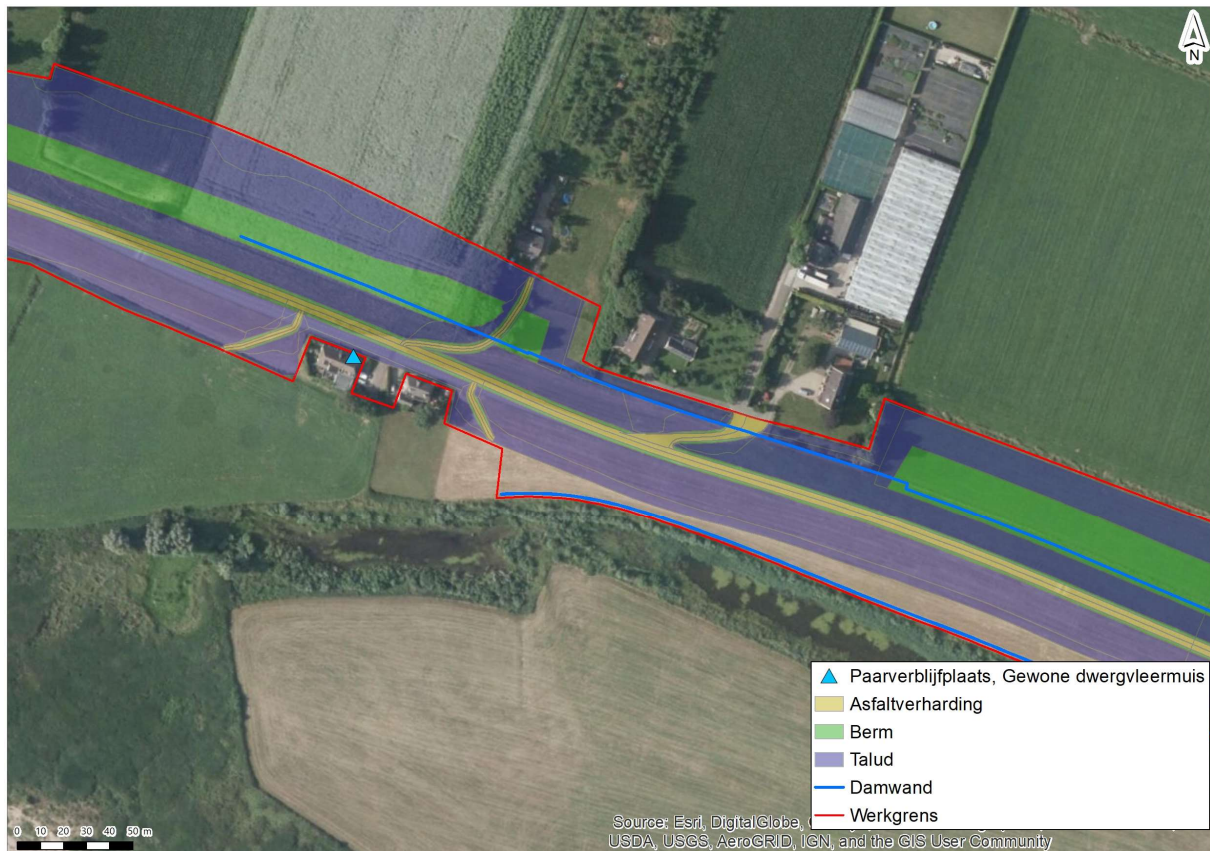 N
Paarverblijfplaats, Gewone dwergvleermuis
Asfaltverharding
Berm
Talud
Damwand
Werkgrens
0 10 20 30 40 50 m
Source: Esri, DigitalGlobe,
USDA, USGS, AeroGRID, IGN, and the GIS User Community